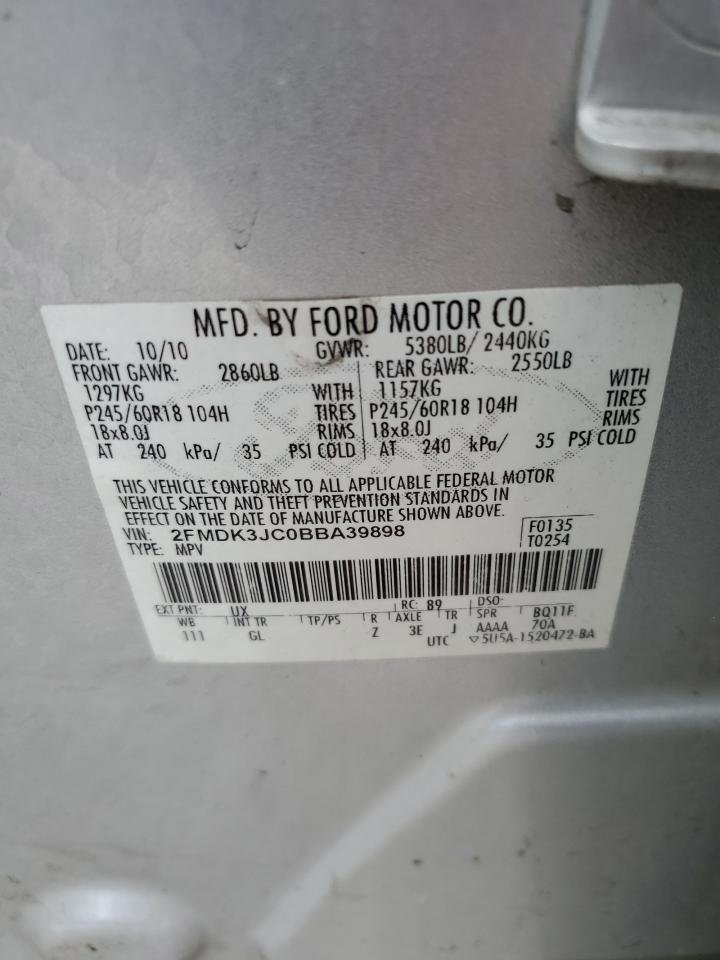 MFD. BY FORD MOTOR CO.
DATE: 10/10 GVWR: 5380LB/ 2440KG
FRONT GAWR: 2860LB REAR GAWR: 2550LB
1297KG WITH 1157KG WITH
P245/60R18 104H TIRES P245/60R18 104H TIRES
18x8.0J RIMS 18x8.0J RIMS
AT 240 kPa/ 35 PSI COLD AT 240 kPa/ 35 PSI COLD
THIS VEHICLE CONFORMS TO ALL APPLICABLE FEDERAL MOTOR
VEHICLE SAFETY AND THEFT PREVENTION STANDARDS IN
EFFECT ON THE DATE OF MANUFACTURE SHOWN ABOVE.
VIN: 2FMDK3JC0BBA39898 F0135
TYPE: MPV T0254
EXT PNT: UX RC: 89 DSO:
WB INT TR TP/PS R AXLE TR SPR BQ11F
111 GL Z 3E J AAAA 70A
UTC ▽5U5A-1520472-BA